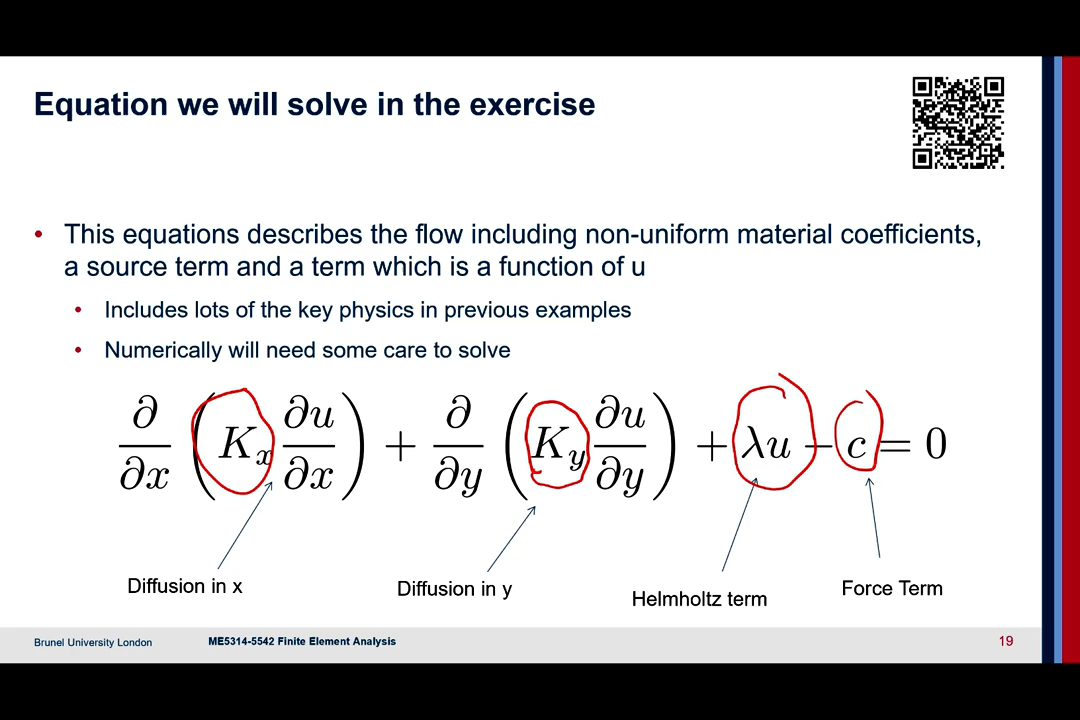 Equation we will solve in the exercise
• This equations describes the flow including non-uniform material coefficients,
a source term and a term which is a function of u
• Includes lots of the key physics in previous examples
• Numerically will need some care to solve
∂/∂x (Kₓ ∂u/∂x) + ∂/∂y (K_y ∂u/∂y) + λu − c = 0
Diffusion in x
Diffusion in y
Helmholtz term
Force Term
Brunel University London
ME5314-5542 Finite Element Analysis
19